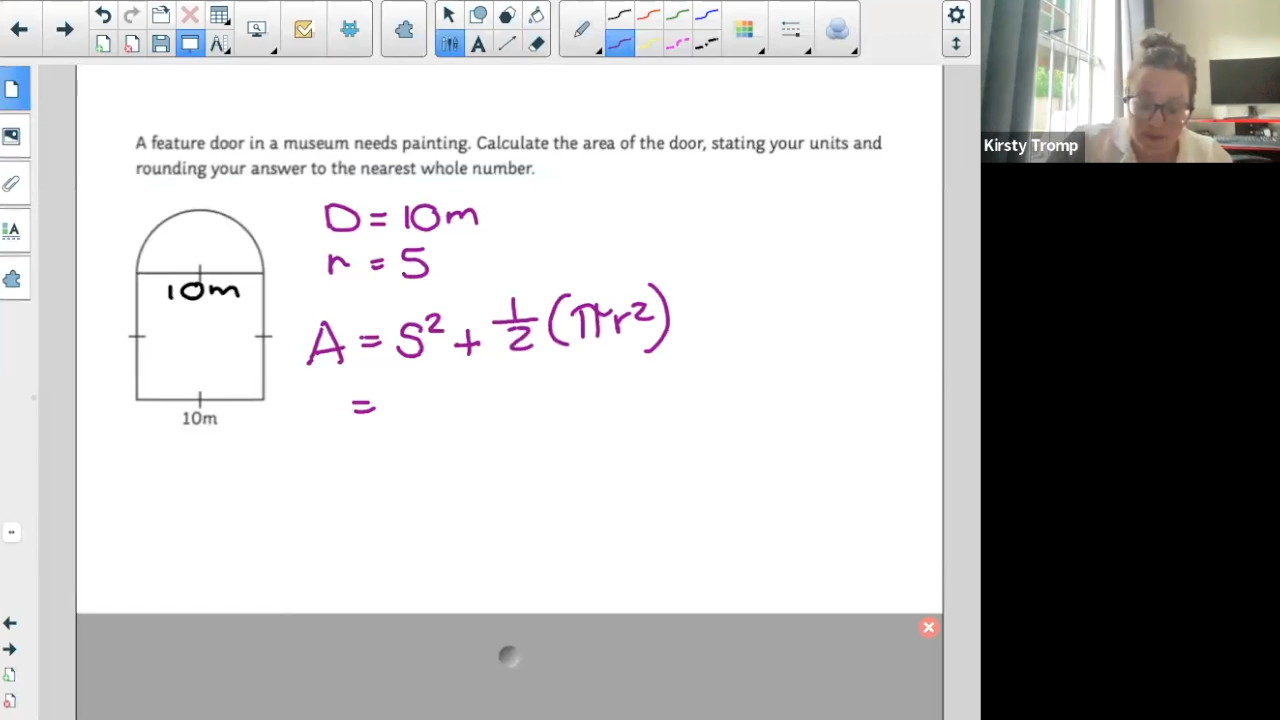 A feature door in a museum needs painting. Calculate the area of the door, stating your units and
rounding your answer to the nearest whole number.
D = 10m
r = 5
10m
A = S² + 1/2 (πr²)
=
10m
Kirsty Tromp